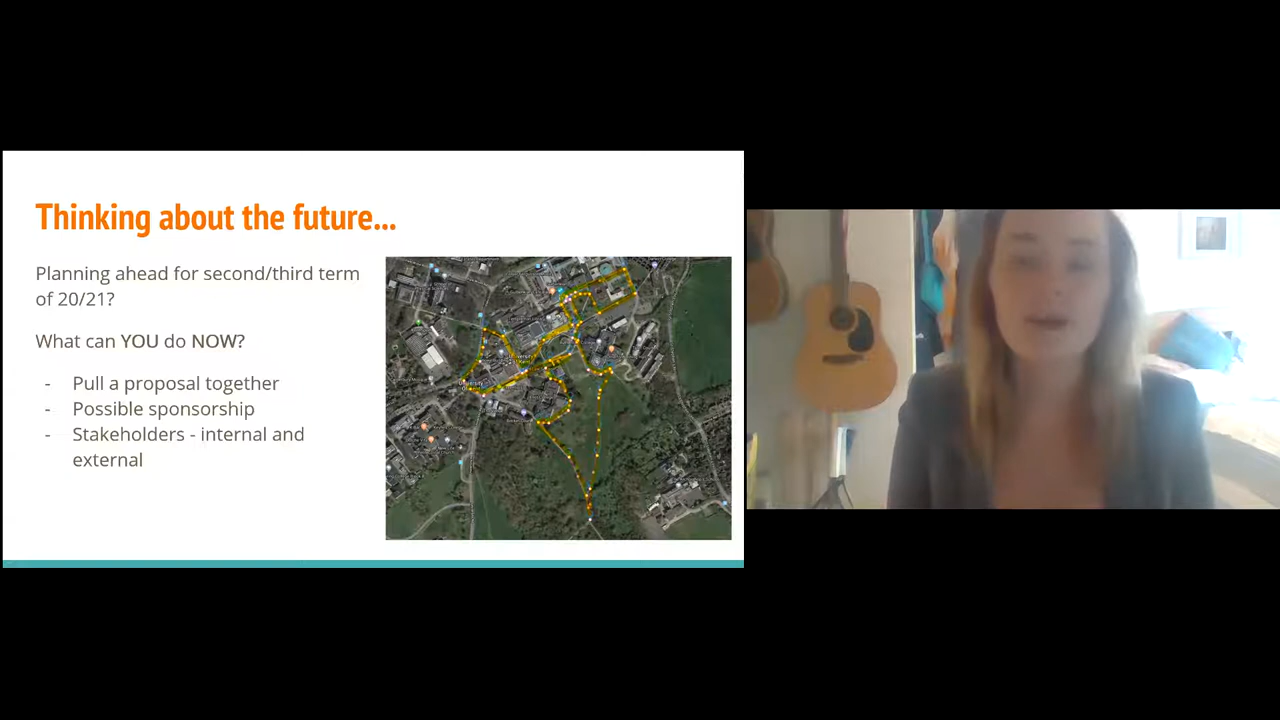 Thinking about the future...
Planning ahead for second/third term
of 20/21?
What can YOU do NOW?
- Pull a proposal together
- Possible sponsorship
- Stakeholders - internal and
external